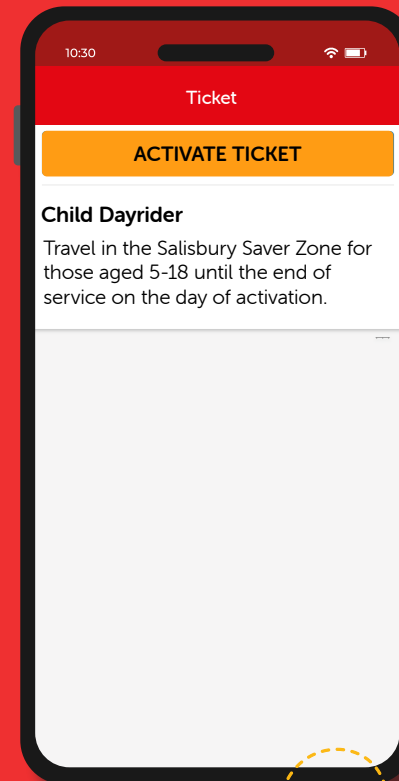 10:30
Ticket
ACTIVATE TICKET
Child Dayrider
Travel in the Salisbury Saver Zone for
those aged 5-18 until the end of
service on the day of activation.